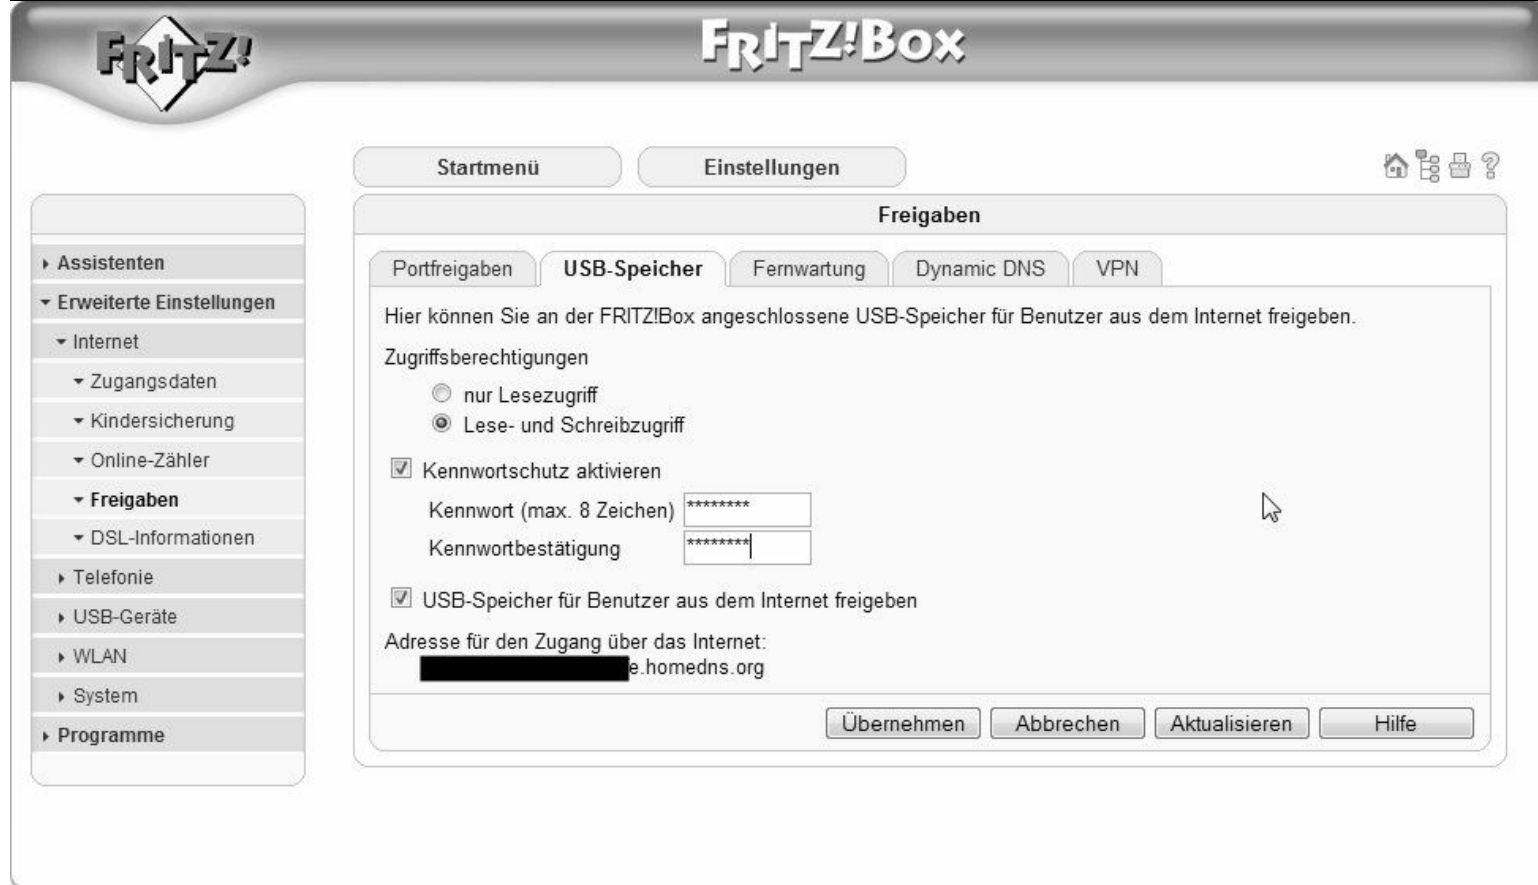 FRITZ!
FRITZ!Box
Startmenü
Einstellungen
Freigaben
Assistenten
Erweiterte Einstellungen
Internet
Zugangsdaten
Kindersicherung
Online-Zähler
Freigaben
DSL-Informationen
Telefonie
USB-Geräte
WLAN
System
Programme
Portfreigaben
USB-Speicher
Fernwartung
Dynamic DNS
VPN
Hier können Sie an der FRITZ!Box angeschlossene USB-Speicher für Benutzer aus dem Internet freigeben.
Zugriffsberechtigungen
nur Lesezugriff
Lese- und Schreibzugriff
Kennwortschutz aktivieren
Kennwort (max. 8 Zeichen) ********
Kennwortbestätigung ********
USB-Speicher für Benutzer aus dem Internet freigeben
Adresse für den Zugang über das Internet:
e.homedns.org
Übernehmen
Abbrechen
Aktualisieren
Hilfe